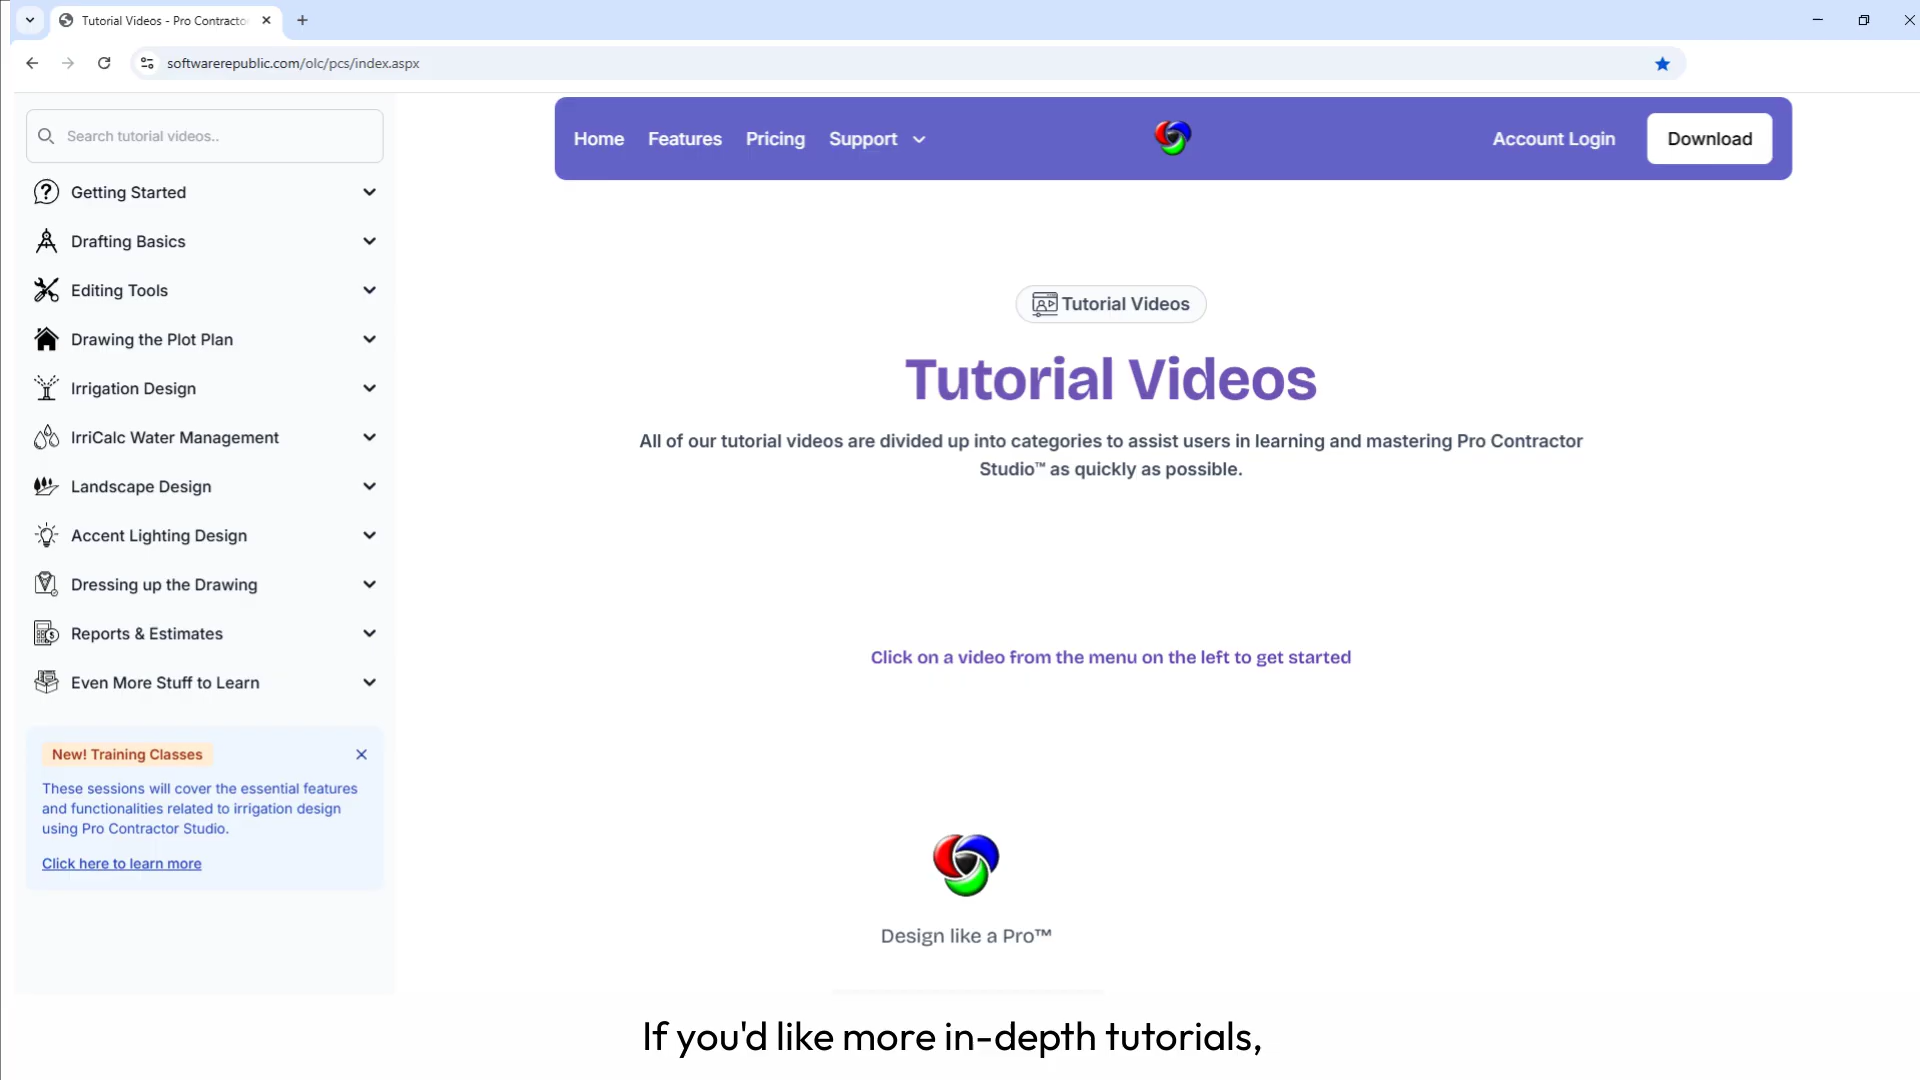 Tutorial Videos - Pro Contracto
softwarerepublic.com/olc/pcs/index.aspx
Search tutorial videos..
Getting Started
Drafting Basics
Editing Tools
Drawing the Plot Plan
Irrigation Design
IrriCalc Water Management
Landscape Design
Accent Lighting Design
Dressing up the Drawing
Reports & Estimates
Even More Stuff to Learn
New! Training Classes
These sessions will cover the essential features
and functionalities related to irrigation design
using Pro Contractor Studio.
Click here to learn more
Home Features Pricing Support Account Login Download
Tutorial Videos
Tutorial Videos
All of our tutorial videos are divided up into categories to assist users in learning and mastering Pro Contractor
Studio™ as quickly as possible.
Click on a video from the menu on the left to get started
Design like a Pro™
If you'd like more in-depth tutorials,